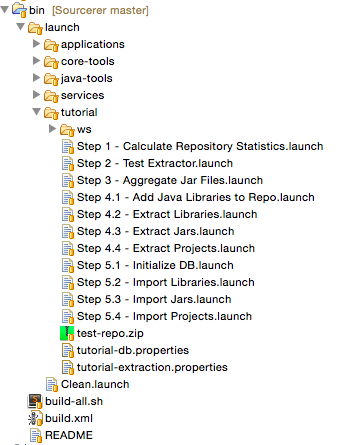 bin [Sourcerer master]
launch
applications
core-tools
java-tools
services
tutorial
ws
Step 1 - Calculate Repository Statistics.launch
Step 2 - Test Extractor.launch
Step 3 - Aggregate Jar Files.launch
Step 4.1 - Add Java Libraries to Repo.launch
Step 4.2 - Extract Libraries.launch
Step 4.3 - Extract Jars.launch
Step 4.4 - Extract Projects.launch
Step 5.1 - Initialize DB.launch
Step 5.2 - Import Libraries.launch
Step 5.3 - Import Jars.launch
Step 5.4 - Import Projects.launch
test-repo.zip
tutorial-db.properties
tutorial-extraction.properties
Clean.launch
build-all.sh
build.xml
README